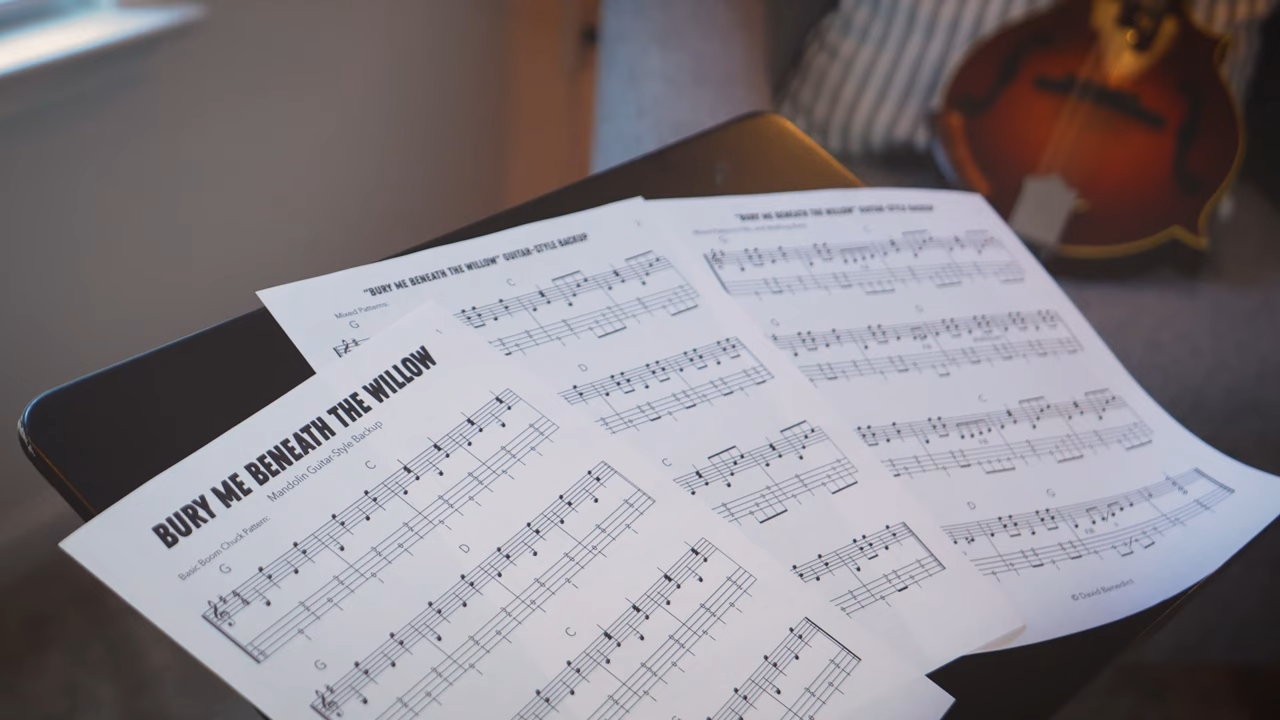 BURY ME BENEATH THE WILLOW
Mandolin Guitar-Style Backup
1
Basic Boom Chuck Pattern:
G
C
G
D
C
G
"BURY ME BENEATH THE WILLOW" GUITAR-STYLE BACKUP
Mixed Patterns:
G
C
D
C
"BURY ME BENEATH THE WILLOW" GUITAR-STYLE BACKUP
C
G
G
C
D
G
© David Benedict